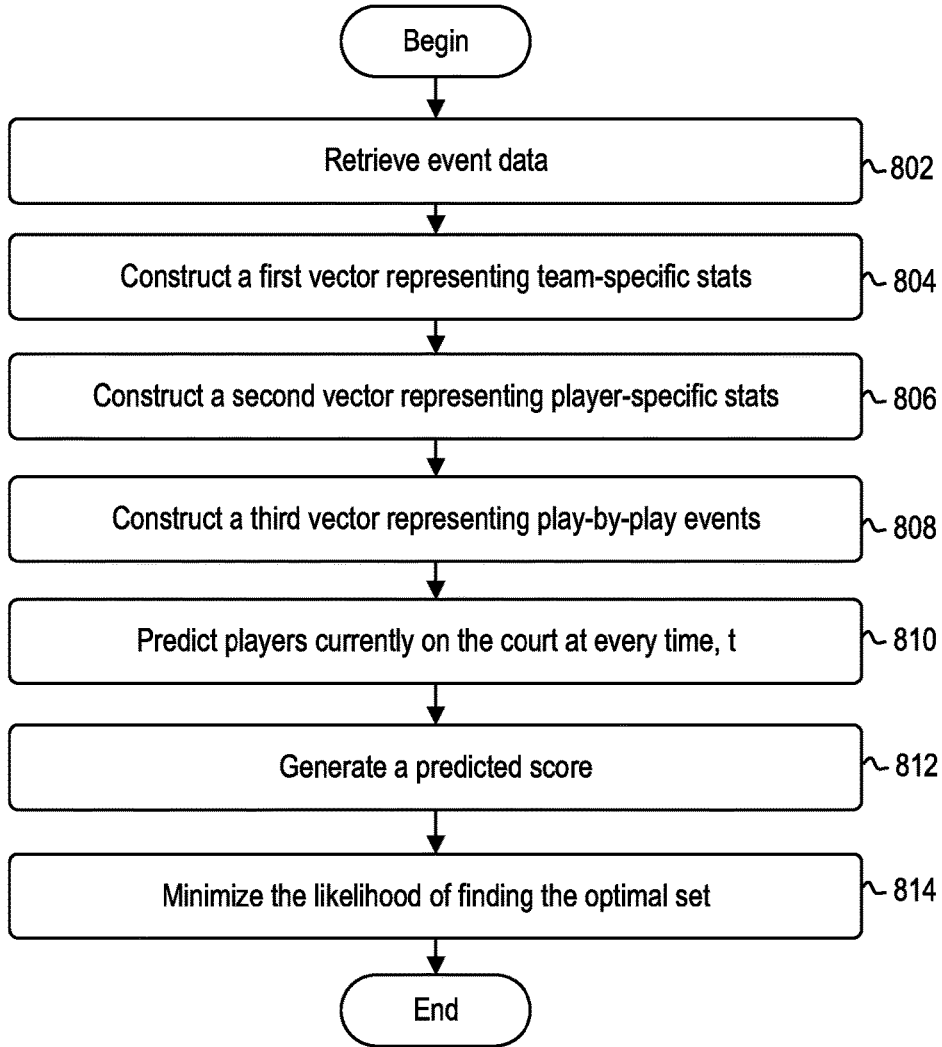 Begin
Retrieve event data
802
Construct a first vector representing team-specific stats
804
Construct a second vector representing player-specific stats
806
Construct a third vector representing play-by-play events
808
Predict players currently on the court at every time, t
810
Generate a predicted score
812
Minimize the likelihood of finding the optimal set
814
End